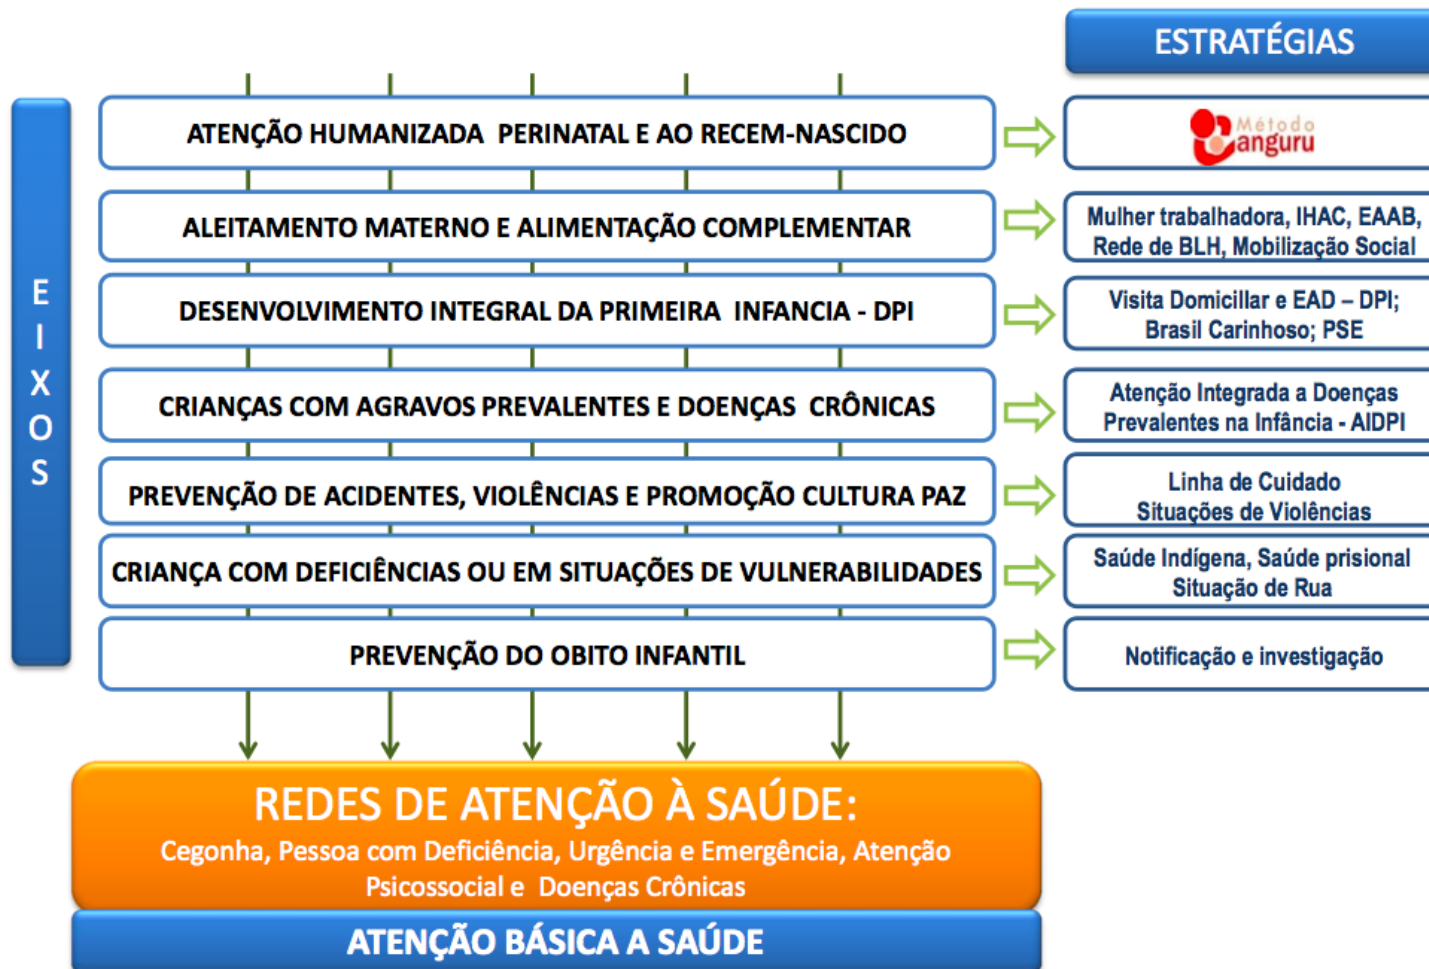 ESTRATÉGIAS
EIXOS
ATENÇÃO HUMANIZADA PERINATAL E AO RECEM-NASCIDO
Método
Canguru
ALEITAMENTO MATERNO E ALIMENTAÇÃO COMPLEMENTAR
Mulher trabalhadora, IHAC, EAAB,
Rede de BLH, Mobilização Social
DESENVOLVIMENTO INTEGRAL DA PRIMEIRA INFANCIA - DPI
Visita Domicillar e EAD – DPI;
Brasil Carinhoso; PSE
CRIANÇAS COM AGRAVOS PREVALENTES E DOENÇAS CRÔNICAS
Atenção Integrada a Doenças
Prevalentes na Infância - AIDPI
PREVENÇÃO DE ACIDENTES, VIOLÊNCIAS E PROMOÇÃO CULTURA PAZ
Linha de Cuidado
Situações de Violências
CRIANÇA COM DEFICIÊNCIAS OU EM SITUAÇÕES DE VULNERABILIDADES
Saúde Indígena, Saúde prisional
Situação de Rua
PREVENÇÃO DO OBITO INFANTIL
Notificação e investigação
REDES DE ATENÇÃO À SAÚDE:
Cegonha, Pessoa com Deficiência, Urgência e Emergência, Atenção
Psicossocial e Doenças Crônicas
ATENÇÃO BÁSICA A SAÚDE